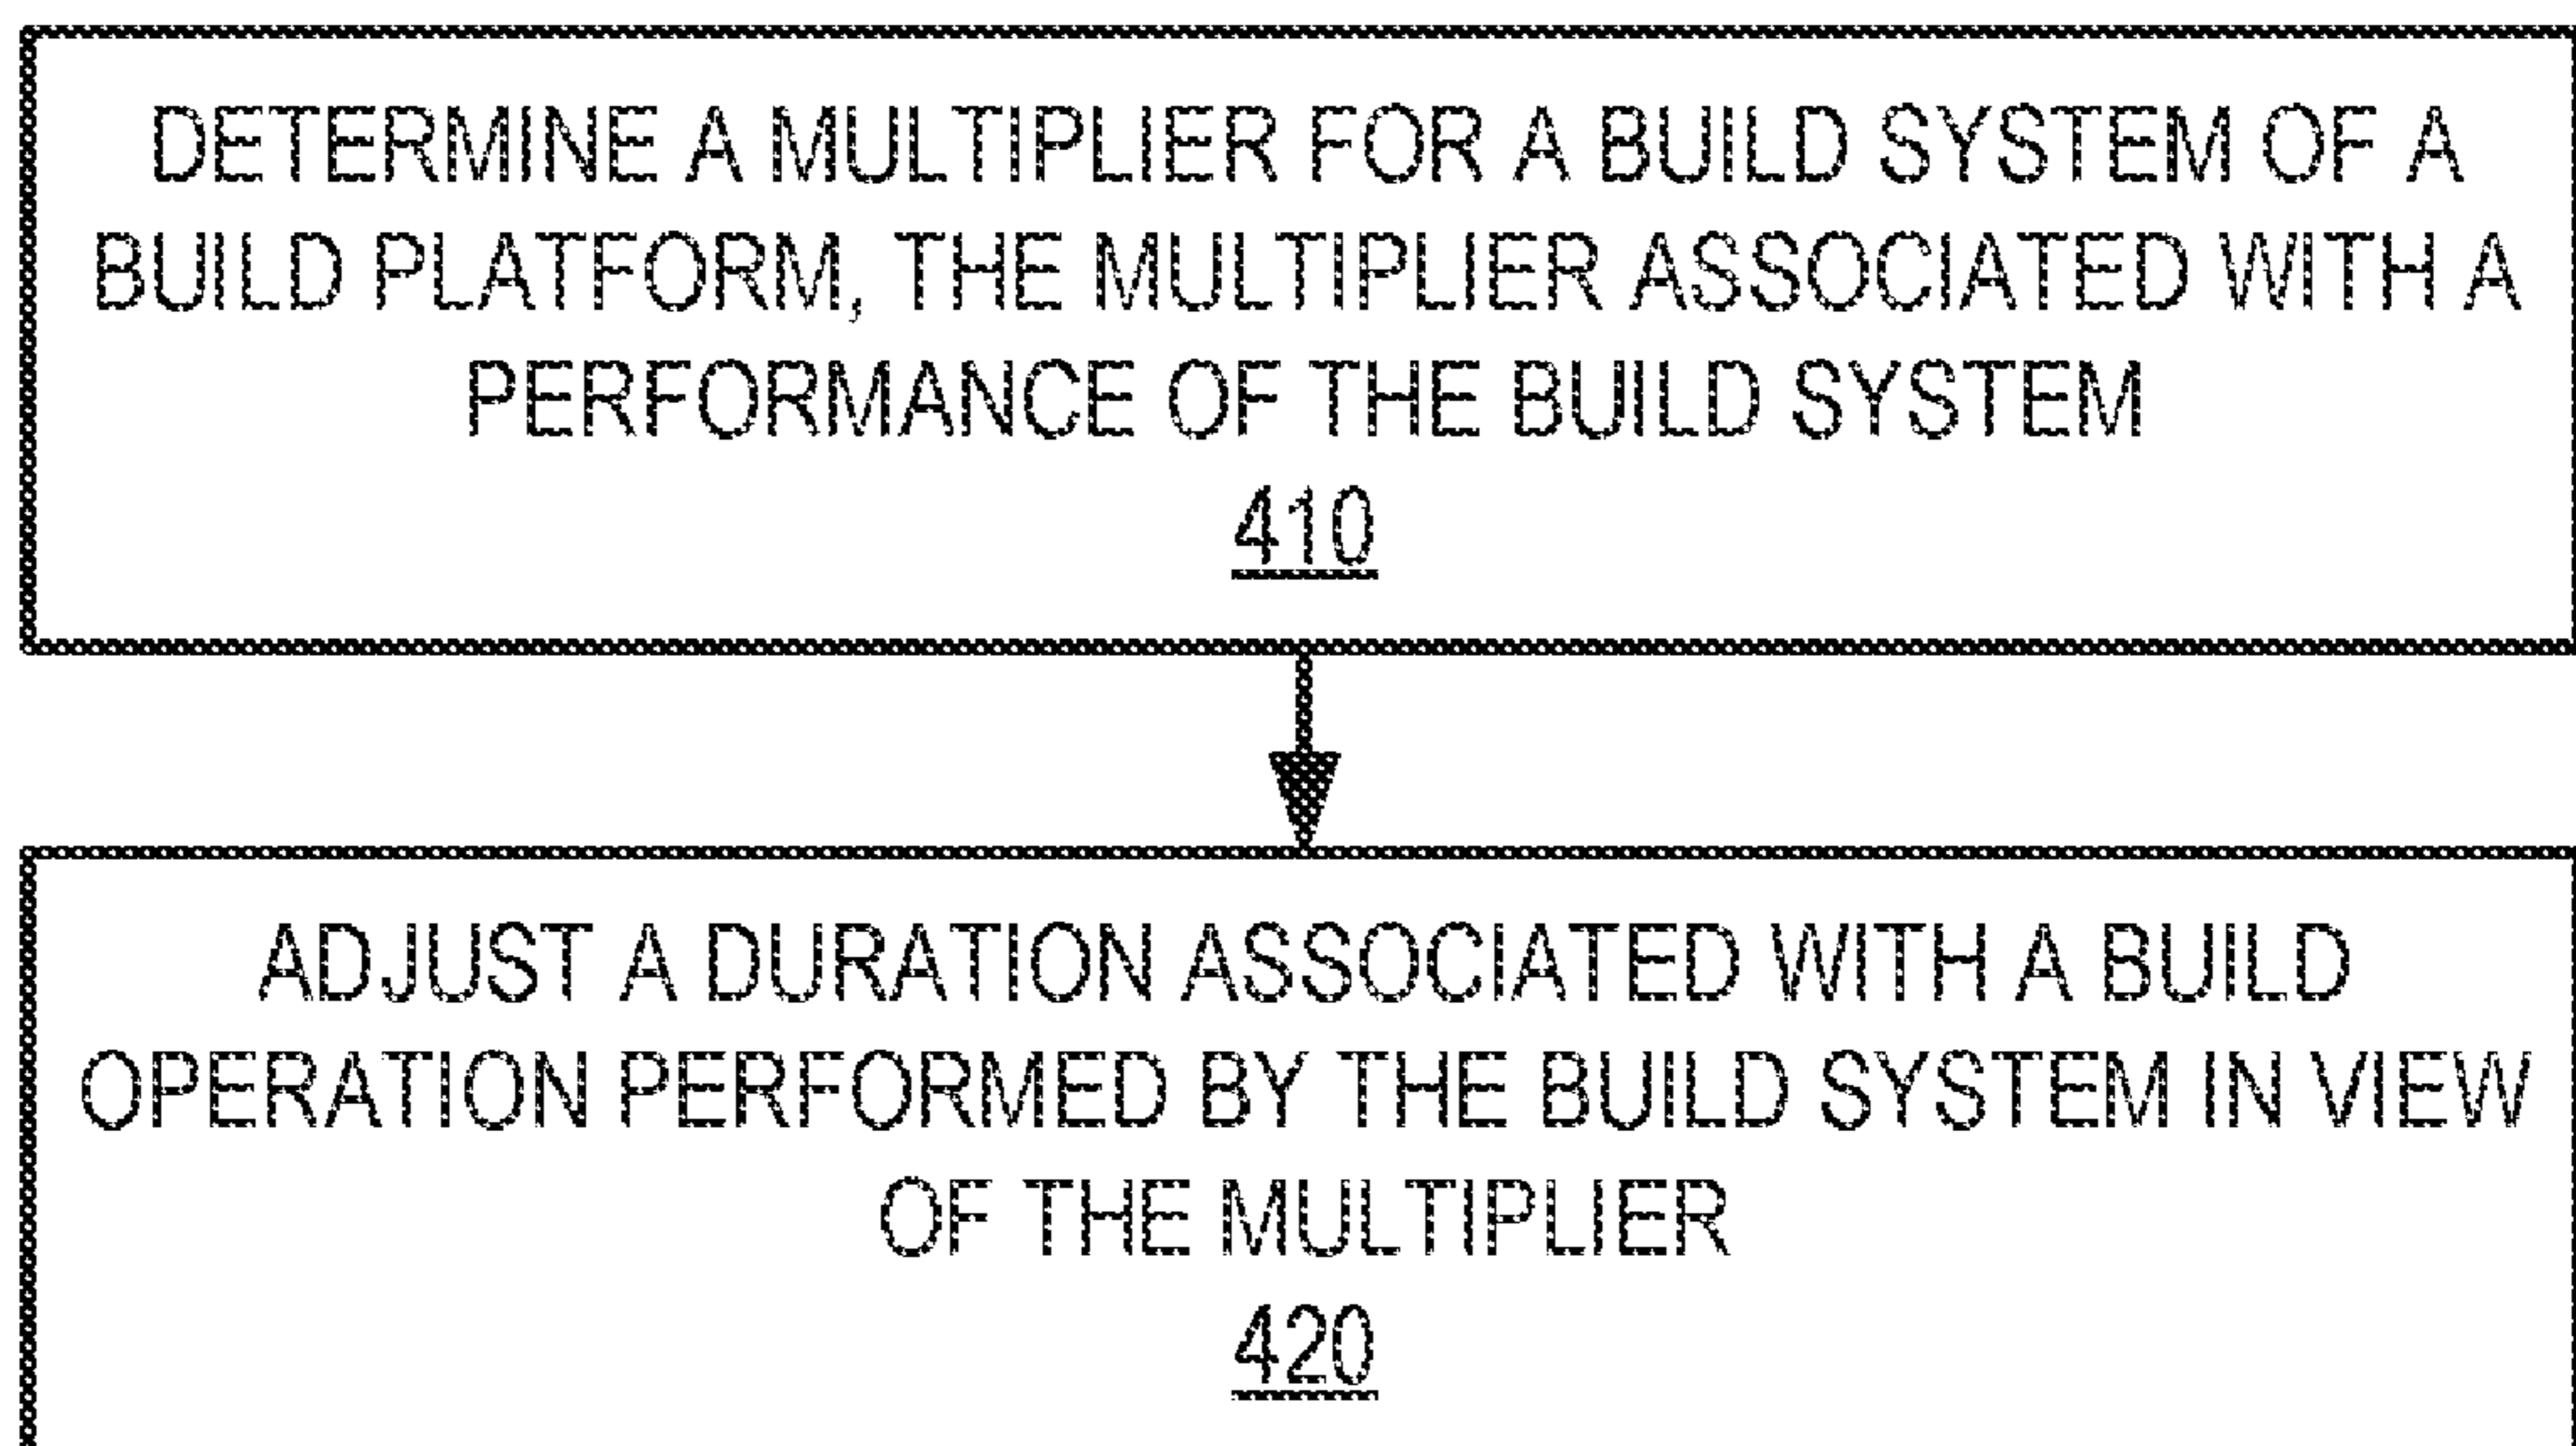 DETERMINE A MULTIPLIER FOR A BUILD SYSTEM OF A
BUILD PLATFORM, THE MULTIPLIER ASSOCIATED WITH A
PERFORMANCE OF THE BUILD SYSTEM
410
ADJUST A DURATION ASSOCIATED WITH A BUILD
OPERATION PERFORMED BY THE BUILD SYSTEM IN VIEW
OF THE MULTIPLIER
420